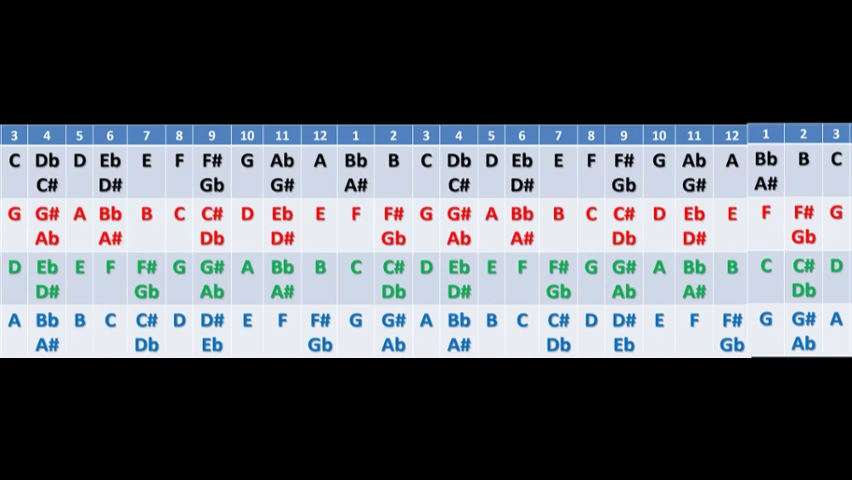 3 4 5 6 7 8 9 10 11 12 1 2 3 4 5 6 7 8 9 10 11 12 1 2 3
C Db D Eb E F F# G Ab A Bb B C Db D Eb E F F# G Ab A Bb B C
C# D# Gb G# A# C# D# Gb G# A#
G G# A Bb B C C# D Eb E F F# G G# A Bb B C C# D Eb E F F# G
Ab A# Db D# Gb Ab A# Db D# Gb
D Eb E F F# G G# A Bb B C C# D Eb E F F# G G# A Bb B C C# D
D# Gb Ab A# Db D# Gb Ab A# Db
A Bb B C C# D D# E F F# G G# A Bb B C C# D D# E F F# G G# A
A# Db Eb Gb Ab A# Db Eb Gb Ab